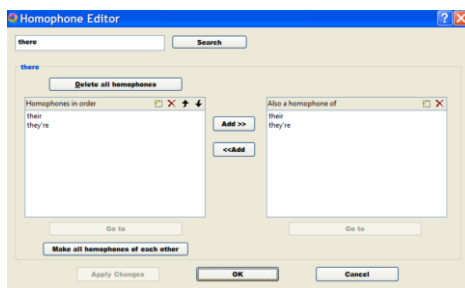 Homophone Editor
there
Search
there
Delete all homophones
Homophones in order
Also a homophone of
their
they're
their
they're
Add >>
<<Add
Go to
Go to
Make all homophones of each other
Apply Changes
OK
Cancel